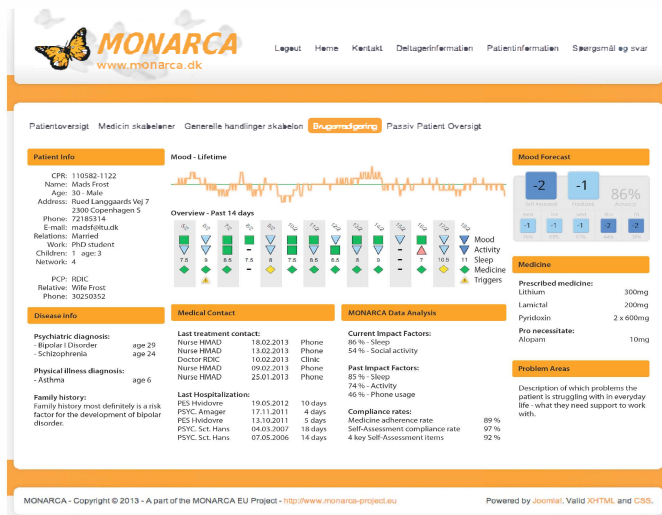 MONARCA
www.monarca.dk
Logout Home Kontakt Deltagerinformation Patientinformation Spørgsmål og svar
Patientoversigt Medicin skabeloner Generelle handlinger skabelon Brugerredigering Passiv Patient Oversigt
Patient Info
CPR: 110582-1122
Name: Mads Frost
Age: 30 - Male
Address: Rued Langgaards Vej 7
2300 Copenhagen S
Phone: 72185314
E-mail: madsf@itu.dk
Relations: Married
Work: PhD student
Children: 1 age: 3
Network: 4
PCP: RDIC
Relative: Wife Frost
Phone: 30250352
Mood - Lifetime
Overview - Past 14 days
Mood
Activity
7.5 9 8.5 7.5 8 7.5 8.5 8.5 9 7 10.5 11 Sleep
Medicine
Triggers
Mood Forecast
-2 -1 86%
-1 -1 -1 -2 -2
Medicine
Prescribed medicine:
Lithium 300mg
Lamictal 200mg
Pyridoxin 2 x 600mg
Pro necessitate:
Alopam 10mg
Disease Info
Psychiatric diagnosis:
- Bipolar I Disorder age 29
- Schizophrenia age 24
Physical illness diagnosis:
- Asthma age 6
Family history:
Family history most definitely is a risk
factor for the development of bipolar
disorder.
Medical Contact
Last treatment contact:
Nurse HMAD 18.02.2013 Phone
Nurse HMAD 13.02.2013 Phone
Doctor RDIC 10.02.2013 Clinic
Nurse HMAD 09.02.2013 Phone
Nurse HMAD 25.01.2013 Phone
Last Hospitalization:
PES Hvidovre 19.05.2012 10 days
PSYC. Amager 17.11.2011 4 days
PES Hvidovre 13.10.2011 5 days
PSYC. Sct. Hans 04.03.2007 18 days
PSYC. Sct. Hans 07.05.2006 14 days
MONARCA Data Analysis
Current Impact Factors:
86 % - Sleep
54 % - Social activity
Past Impact Factors:
85 % - Sleep
74 % - Activity
46 % - Phone usage
Compliance rates:
Medicine adherence rate 89 %
Self-Assessment compliance rate 97 %
4 key Self-Assessment items 92 %
Problem Areas
Description of which problems the
patient is struggling with in everyday
life - what they need support to work
with.
MONARCA - Copyright © 2013 - A part of the MONARCA EU Project - http://www.monarca-project.eu
Powered by Joomla!. Valid XHTML and CSS.